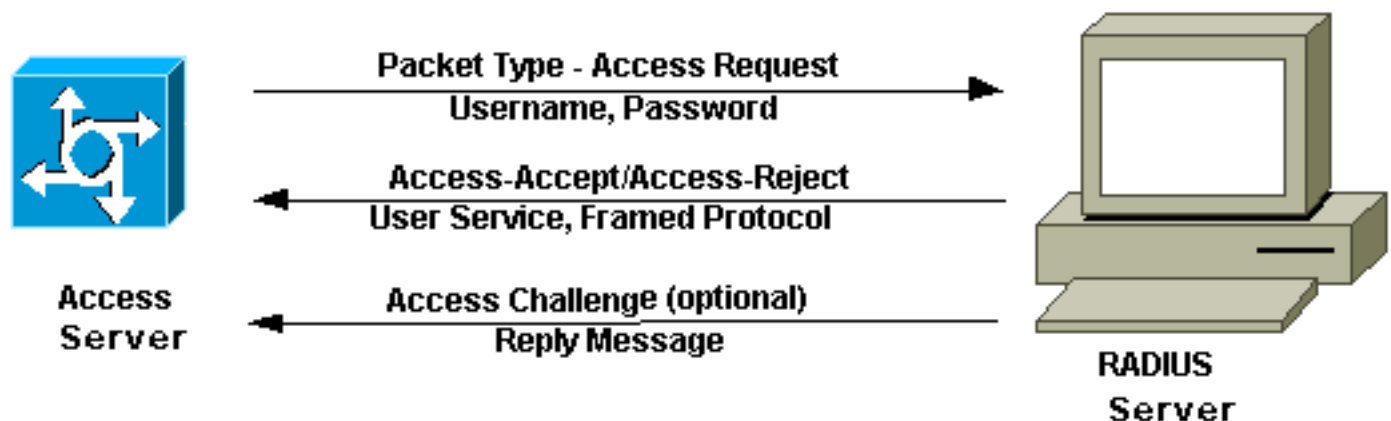 Packet Type - Access Request
Username, Password
Access-Accept/Access-Reject
User Service, Framed Protocol
Access Challenge (optional)
Reply Message
Access
Server
RADIUS
Server